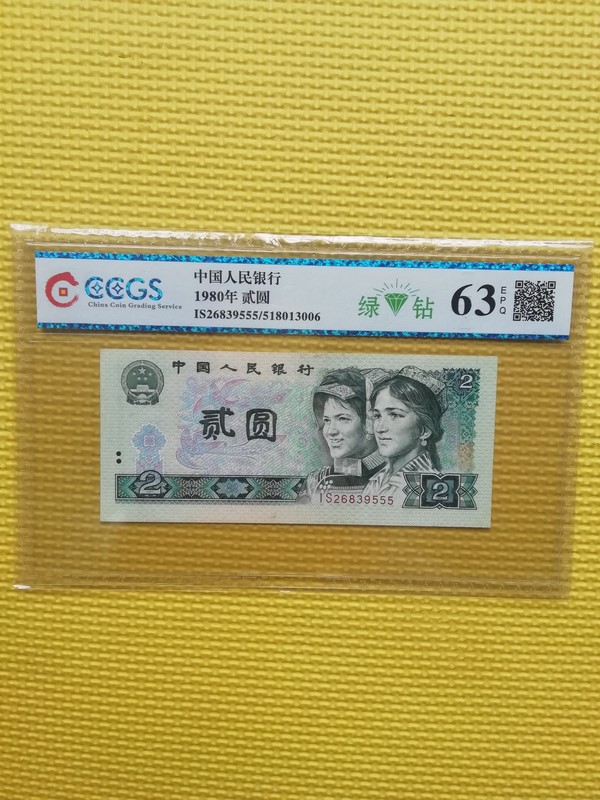 CCGS
China Coin Grading Service
中国人民银行
1980年 贰圆
IS26839555/518013006
绿 钻
63
EPQ
中国人民银行
2
贰圆
2
IS26839555
2